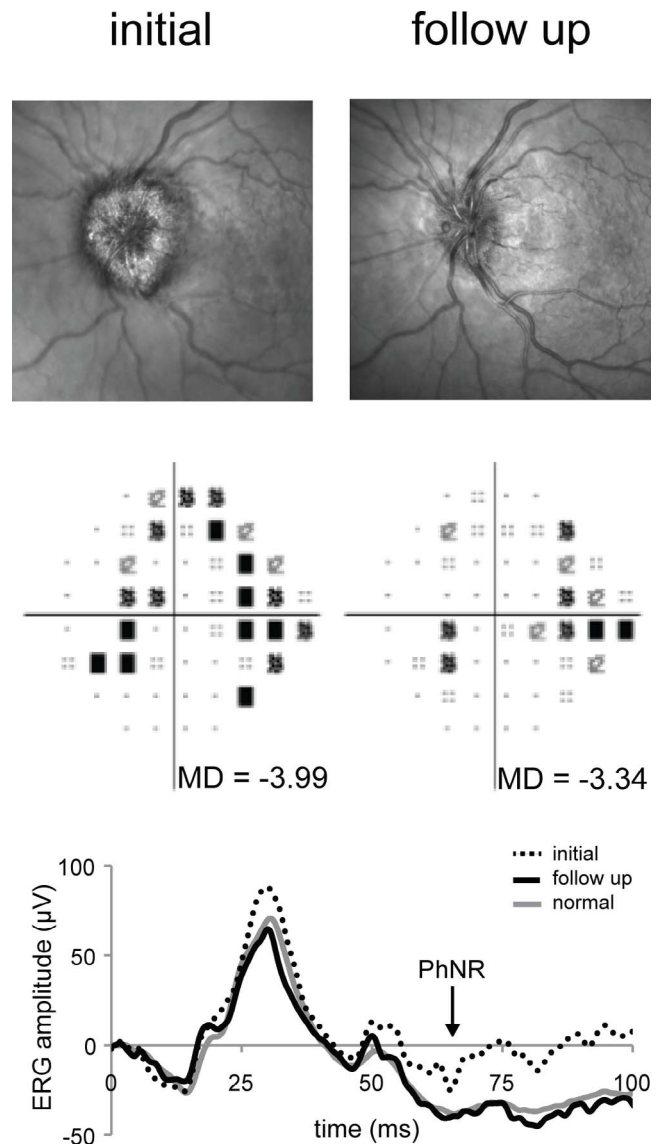 initial
follow up
MD = -3.99
MD = -3.34
100
50
0
-50
ERG amplitude (µV)
0
25
50
75
100
time (ms)
PhNR
initial
follow up
normal